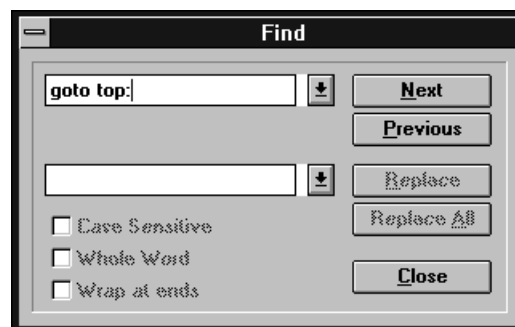 Find
goto top:
Next
Previous
Replace
Replace All
Case Sensitive
Whole Word
Wrap at ends
Close